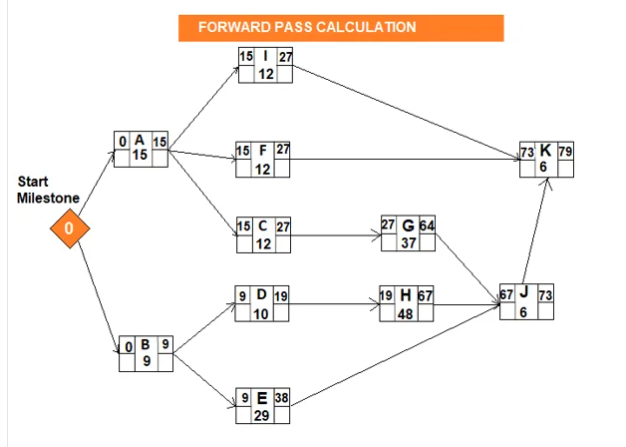 FORWARD PASS CALCULATION
15 I 27
12
0 A 15
15
15 F 27
12
73 K 79
6
Start
Milestone
0
15 C 27
12
27 G 64
37
9 D 19
10
19 H 67
48
67 J 73
6
0 B 9
9
9 E 38
29